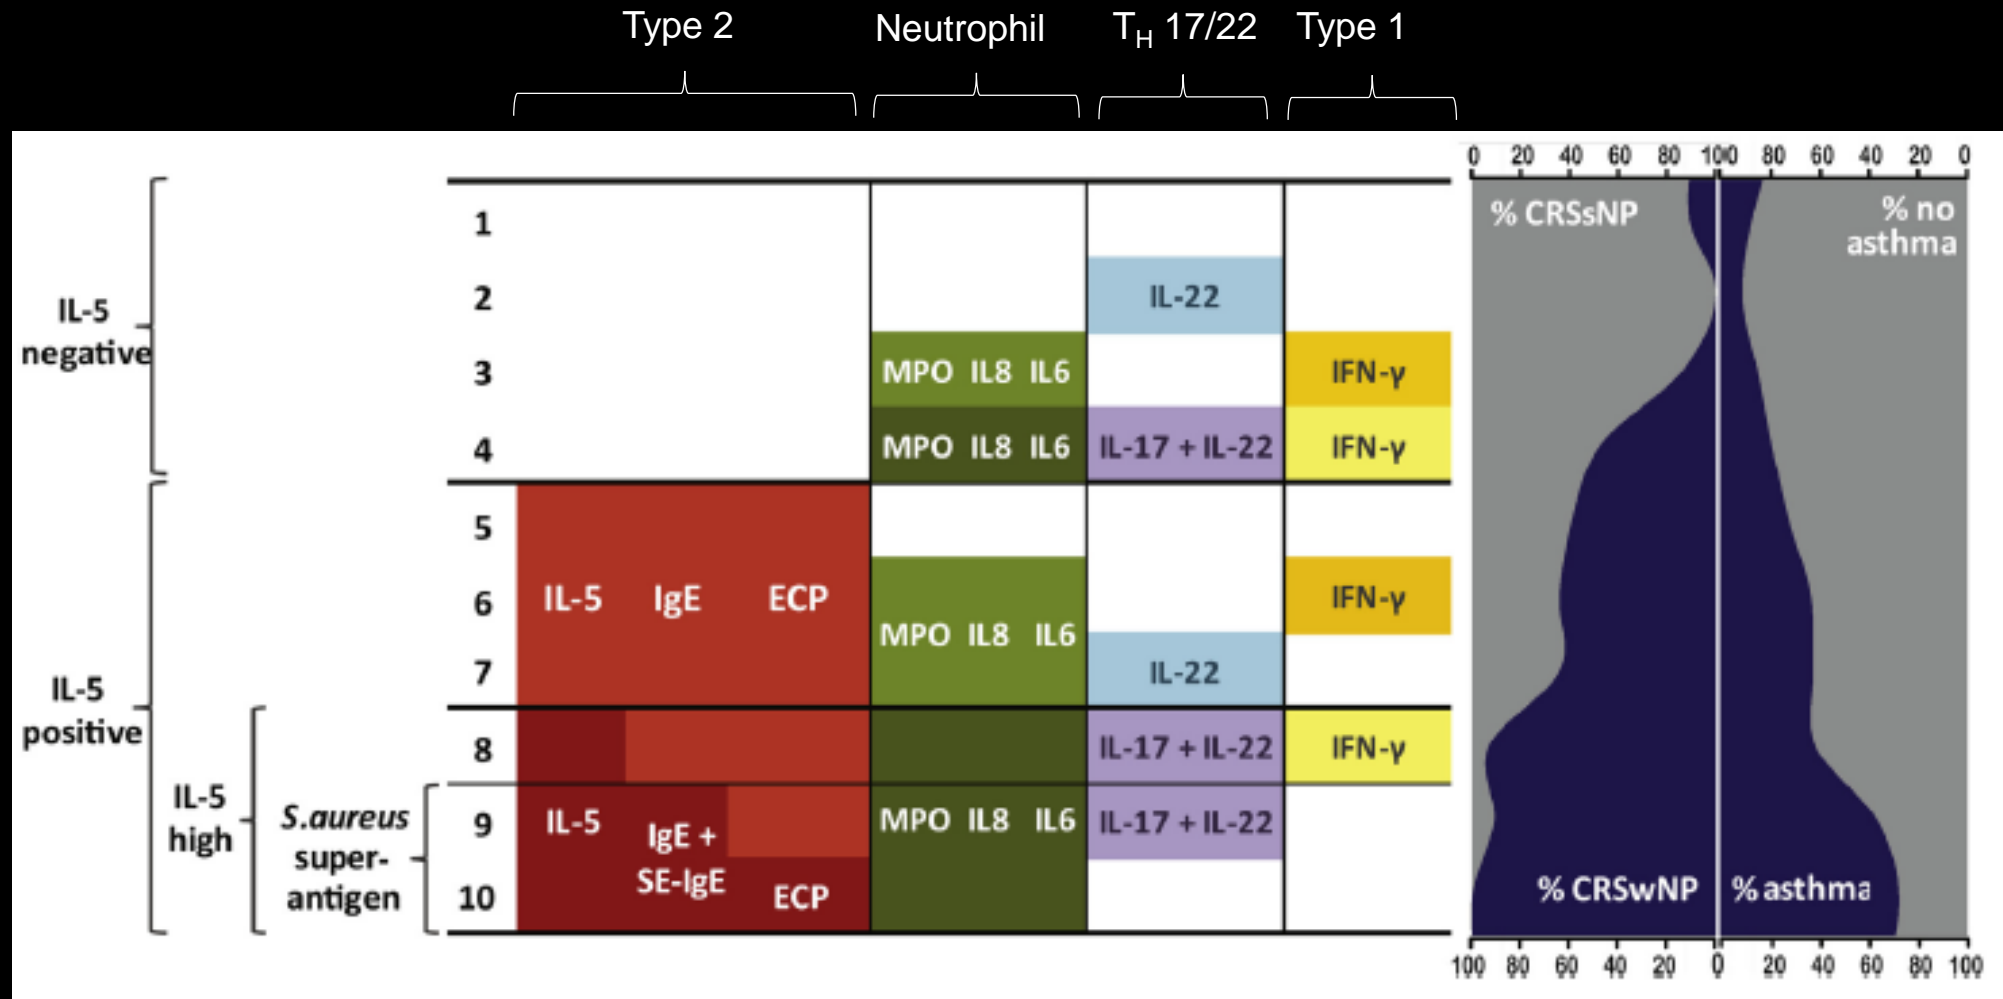 Type 2
Neutrophil
TH 17/22
Type 1
0 20 40 60 80 100 80 60 40 20 0
% CRSsNP
% no
asthma
IL-5
negative
1
2
IL-22
3
MPO IL8 IL6
IFN-γ
4
MPO IL8 IL6
IL-17 + IL-22
IFN-γ
IL-5
positive
5
6
IL-5 IgE ECP
IFN-γ
MPO IL8 IL6
7
IL-22
IL-5
high
8
IL-17 + IL-22
IFN-γ
S.aureus
super-
antigen
9
IL-5
IgE +
SE-IgE
MPO IL8 IL6
IL-17 + IL-22
10
ECP
% CRSwNP
% asthma
100 80 60 40 20 0 20 40 60 80 100